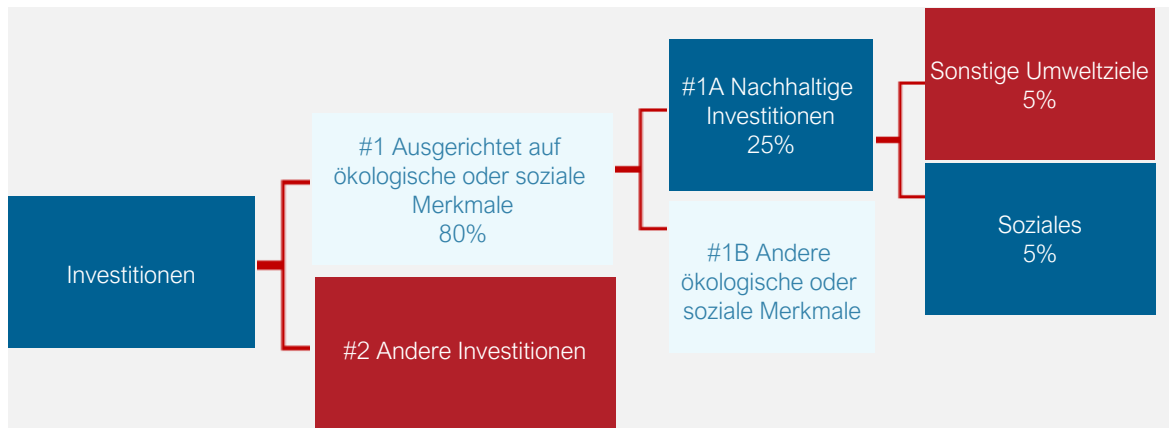 Investitionen
#1 Ausgerichtet auf
ökologische oder soziale
Merkmale
80%
#2 Andere Investitionen
#1A Nachhaltige
Investitionen
25%
#1B Andere
ökologische oder
soziale Merkmale
Sonstige Umweltziele
5%
Soziales
5%